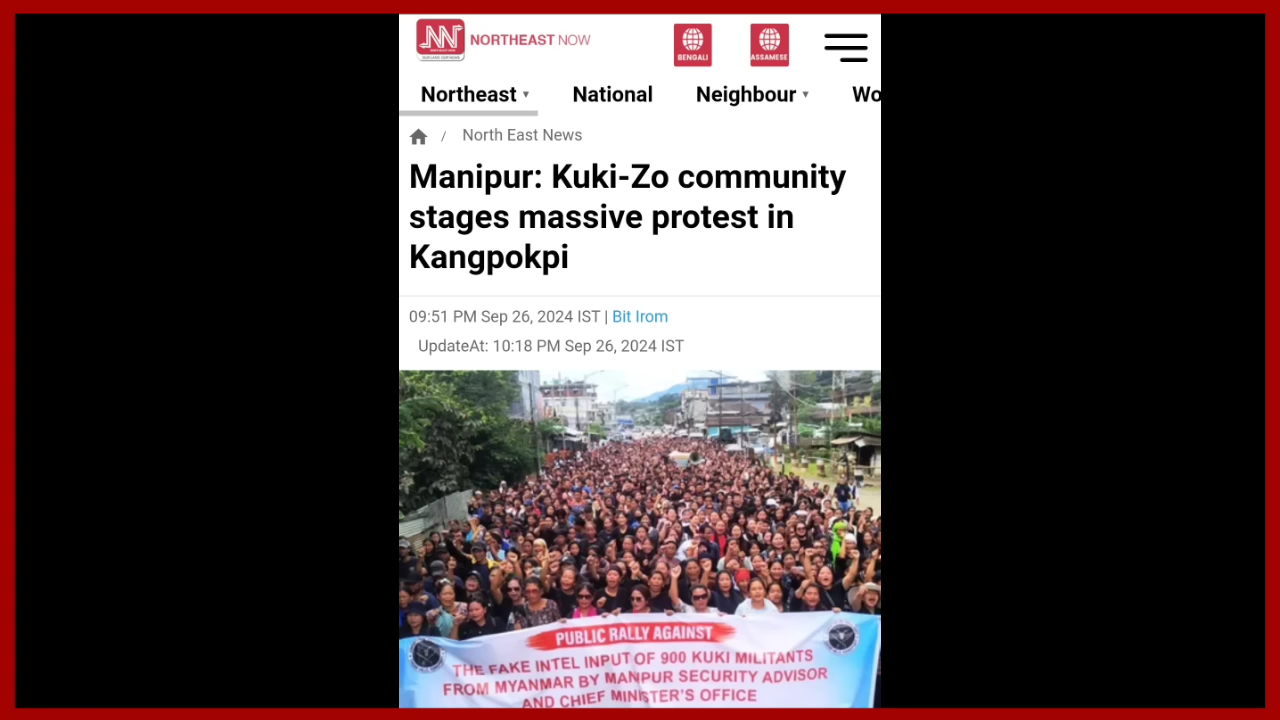 NN
NORTHEAST NOW
BENGALI
ASSAMESE
Northeast ▾
National
Neighbour ▾
Wo
/ North East News
Manipur: Kuki-Zo community
stages massive protest in
Kangpokpi
09:51 PM Sep 26, 2024 IST | Bit Irom
UpdateAt: 10:18 PM Sep 26, 2024 IST
PUBLIC RALLY AGAINST
THE FAKE INTEL INPUT OF 900 KUKI MILITANTS
FROM MYANMAR BY MANPUR SECURITY ADVISOR
AND CHIEF MINISTER'S OFFICE